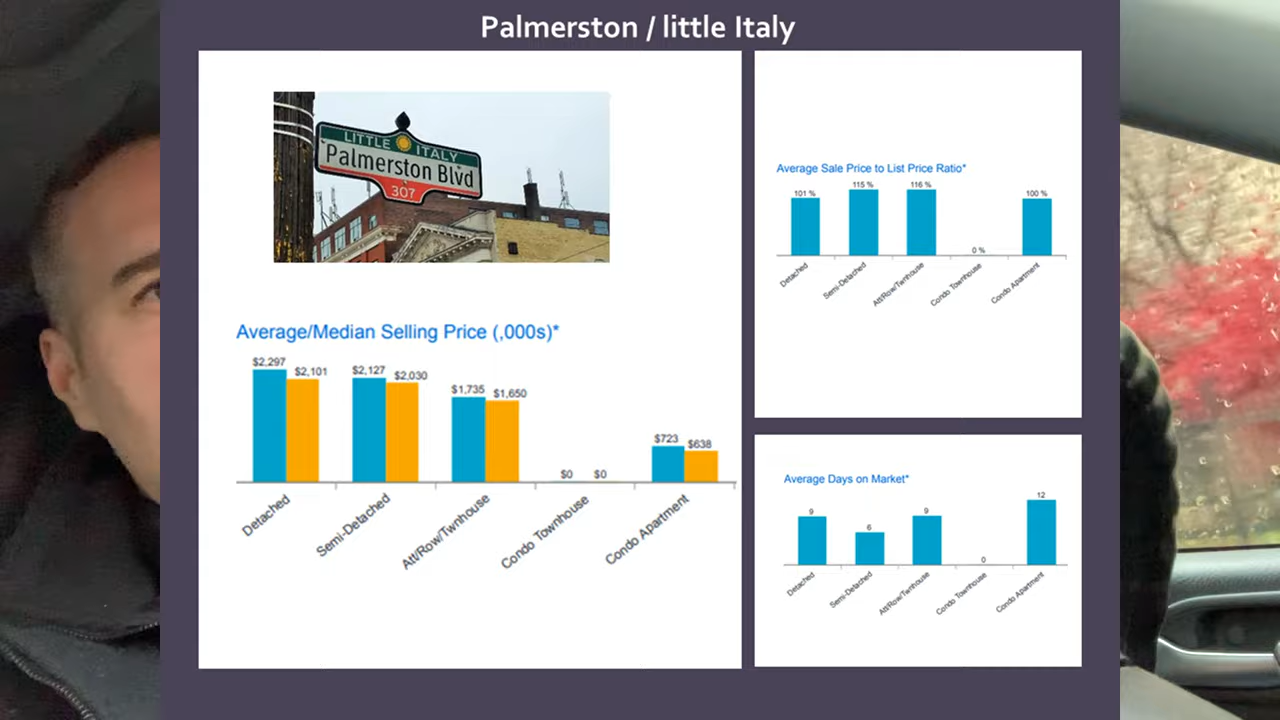 Palmerston / little Italy
LITTLE ITALY
Palmerston Blvd
307
Average/Median Selling Price (,000s)*
$2,297
$2,101
$2,127
$2,030
$1,735
$1,650
$0
$0
$723
$638
Detached
Semi-Detached
Att/Row/Twnhouse
Condo Townhouse
Condo Apartment
Average Sale Price to List Price Ratio*
101 %
115 %
116 %
0 %
100 %
Detached
Semi-Detached
Att/Row/Twnhouse
Condo Townhouse
Condo Apartment
Average Days on Market*
9
6
9
0
12
Detached
Semi-Detached
Att/Row/Twnhouse
Condo Townhouse
Condo Apartment